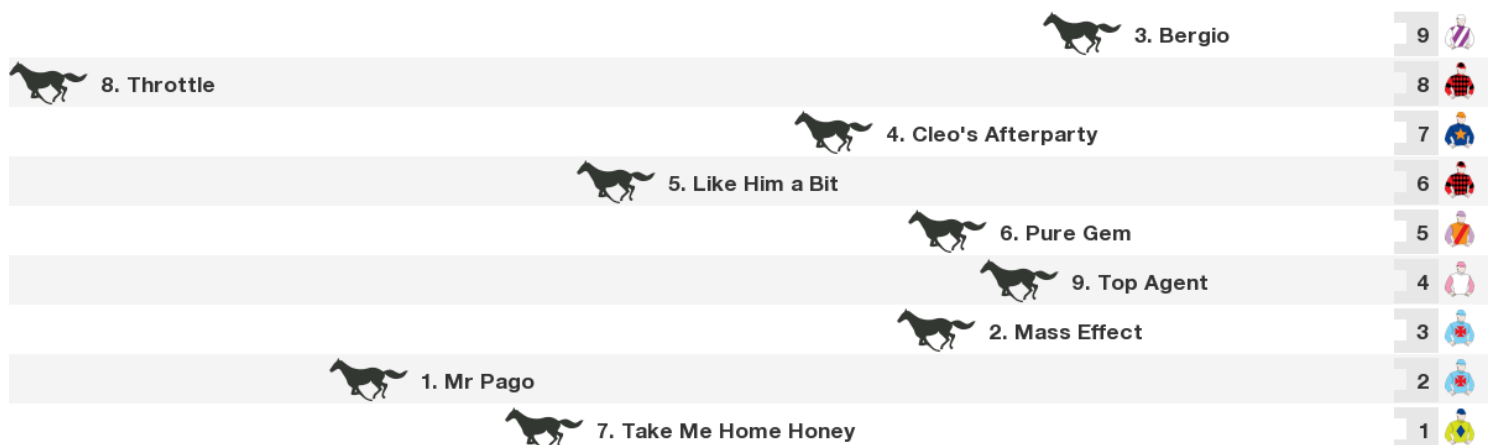 3. Bergio 9
8. Throttle 8
4. Cleo's Afterparty 7
5. Like Him a Bit 6
6. Pure Gem 5
9. Top Agent 4
2. Mass Effect 3
1. Mr Pago 2
7. Take Me Home Honey 1